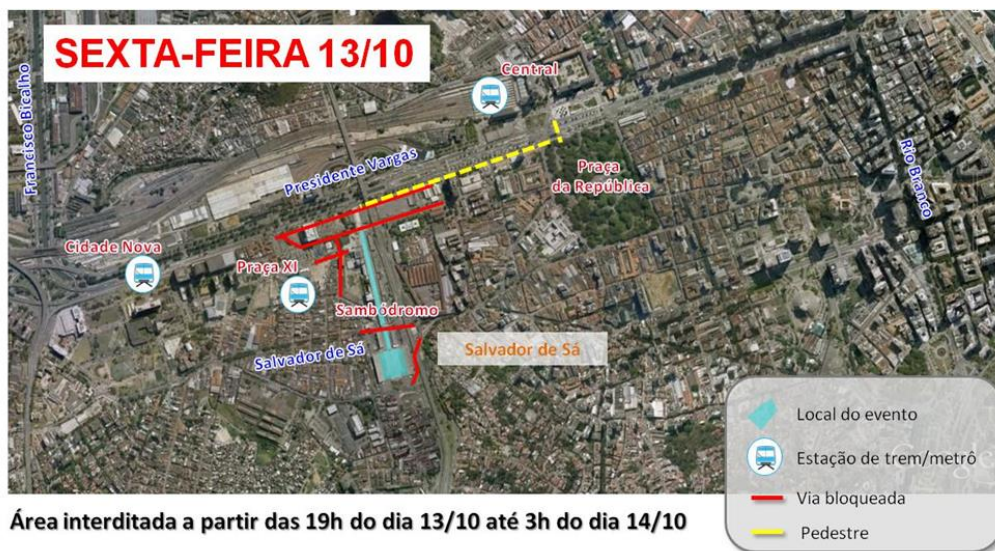 SEXTA-FEIRA 13/10
Central
Francisco Bicalho
Presidente Vargas
Praça
da República
Rio Branco
Cidade Nova
Praça XI
Sambódromo
Salvador de Sá
Salvador de Sá
Local do evento
Estação de trem/metrô
Via bloqueada
Pedestre
Área interditada a partir das 19h do dia 13/10 até 3h do dia 14/10